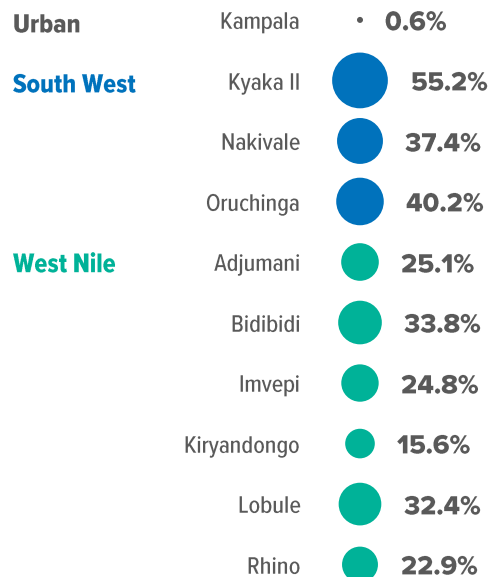 Urban Kampala 0.6%
South West Kyaka II 55.2%
Nakivale 37.4%
Oruchinga 40.2%
West Nile Adjumani 25.1%
Bidibidi 33.8%
Imvepi 24.8%
Kiryandongo 15.6%
Lobule 32.4%
Rhino 22.9%